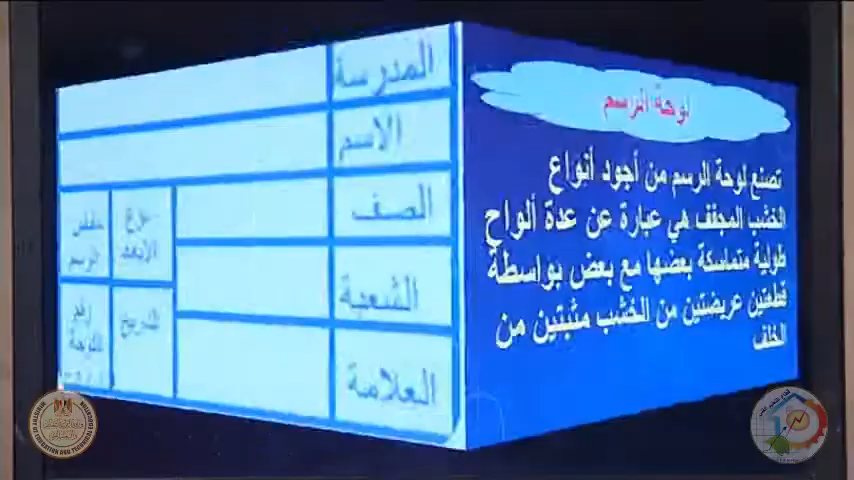 لوحة الرسم
تصنع لوحة الرسم من أجود أنواع
الخشب المجفف هي عبارة عن عدة ألواح
طولية متماسكة بعضها مع بعض بواسطة
قطعتين عريضتين من الخشب مثبتين من
الخلف
المدرسة
الاسم
الصف
الشعبة
العلامة
مقياس
الرسم
التاريخ
رقم
اللوحة